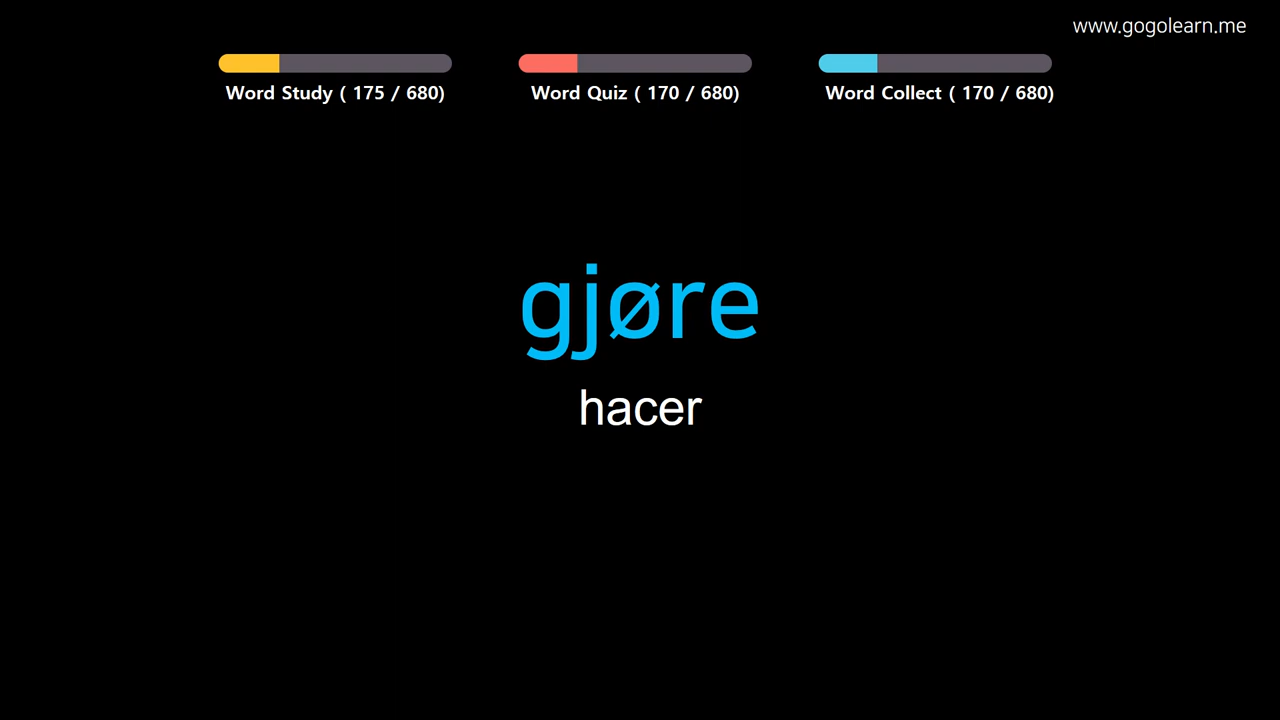 www.gogolearn.me
Word Study ( 175 / 680)
Word Quiz ( 170 / 680)
Word Collect ( 170 / 680)
gjøre
hacer